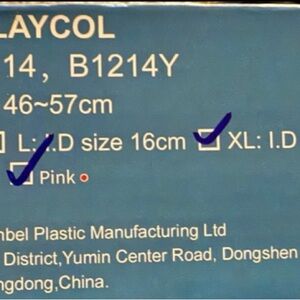 LAYCOL
14, B1214Y
46~57cm
L: I.D size 16cm XL: I.D
Pink
nbel Plastic Manufacturing Ltd
District,Yumin Center Road, Dongshen
ngdong,China.